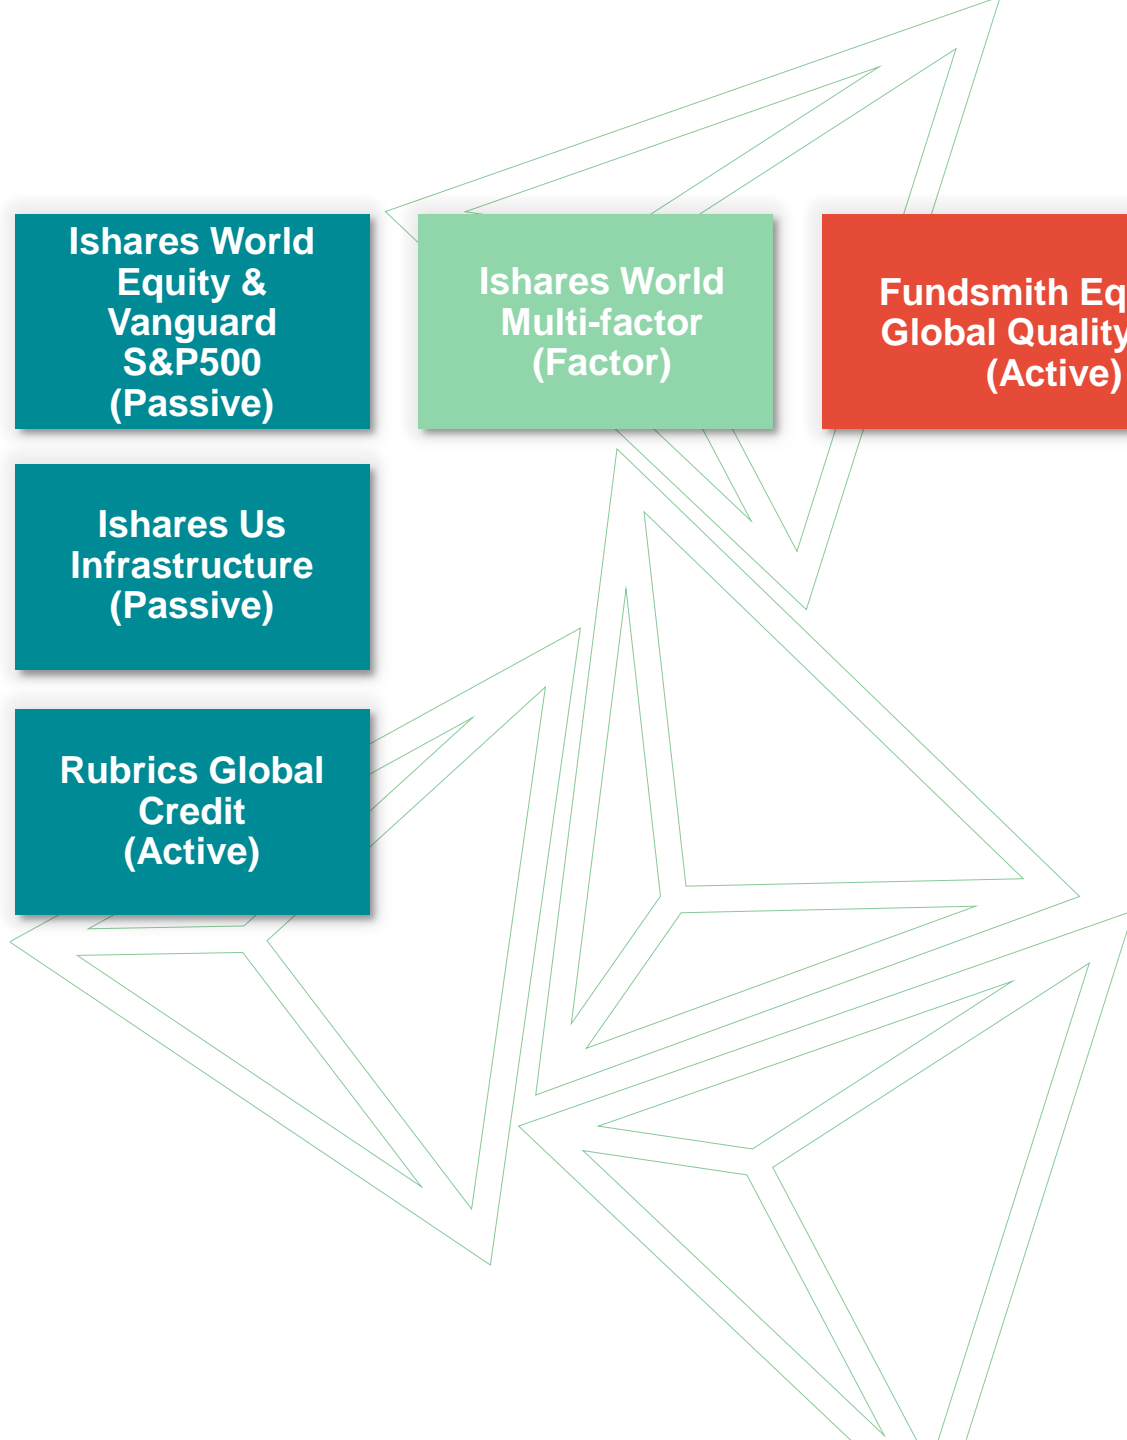 Ishares World
Equity &
Vanguard
S&P500
(Passive)
Ishares World
Multi-factor
(Factor)
Fundsmith
Global Quality
(Active)
Ishares Us
Infrastructure
(Passive)
Rubrics Global
Credit
(Active)